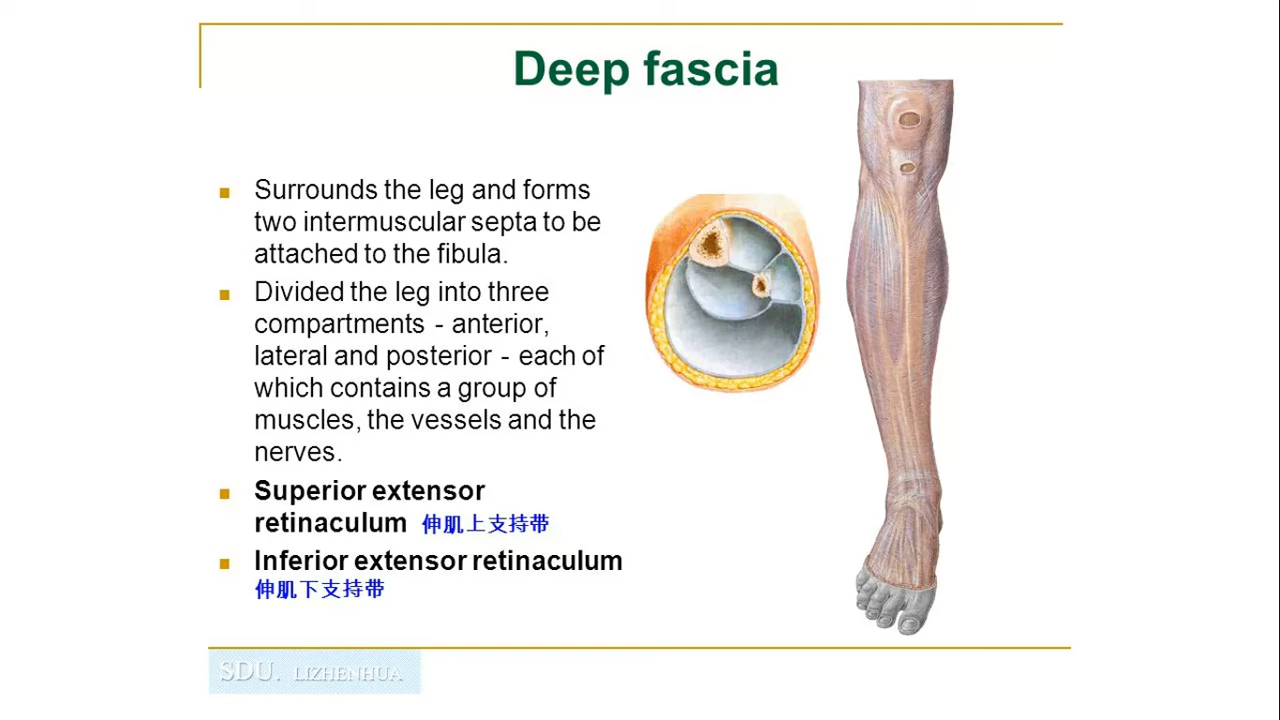 Deep fascia
Surrounds the leg and forms
two intermuscular septa to be
attached to the fibula.
Divided the leg into three
compartments - anterior,
lateral and posterior - each of
which contains a group of
muscles, the vessels and the
nerves.
Superior extensor
retinaculum 伸肌上支持带
Inferior extensor retinaculum
伸肌下支持带
SDU. LIZHENHUA